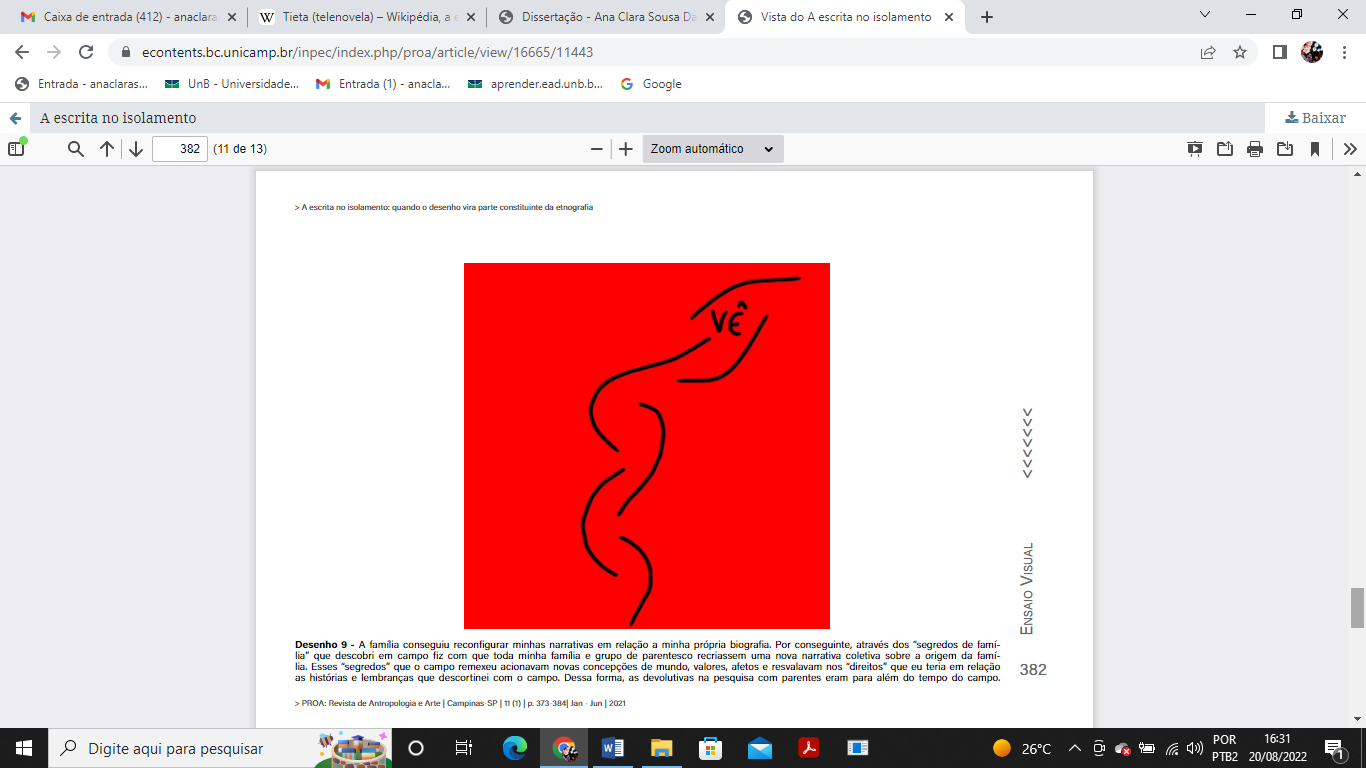 Caixa de entrada (412) - anaclara
Tieta (telenovela) – Wikipédia, a e
Dissertação - Ana Clara Sousa Da
Vista do A escrita no isolamento
econtents.bc.unicamp.br/inpec/index.php/proa/article/view/16665/11443
Entrada - anaclaras...
UnB - Universidade...
Entrada (1) - anacla...
aprender.ead.unb.b...
Google
A escrita no isolamento
Baixar
382
(11 de 13)
Zoom automático
> A escrita no isolamento: quando o desenho vira parte constituinte da etnografia
VÊ
<<<<<<<
Ensaio Visual
382
Desenho 9 - A família conseguiu reconfigurar minhas narrativas em relação a minha própria biografia. Por conseguinte, através dos “segredos de famí-
lia” que descobri em campo fiz com que toda minha família e grupo de parentesco recriassem uma nova narrativa coletiva sobre a origem da famí-
lia. Esses “segredos” que o campo remexeu acionavam novas concepções de mundo, valores, afetos e resvalavam nos “direitos” que eu teria em relação
as histórias e lembranças que descortinei com o campo. Dessa forma, as devolutivas na pesquisa com parentes eram para além do tempo do campo.
> PROA: Revista de Antropologia e Arte | Campinas-SP | 11 (1) | p. 373-384| Jan - Jun | 2021
Digite aqui para pesquisar
26°C
POR
PTB2
16:31
20/08/2022
1